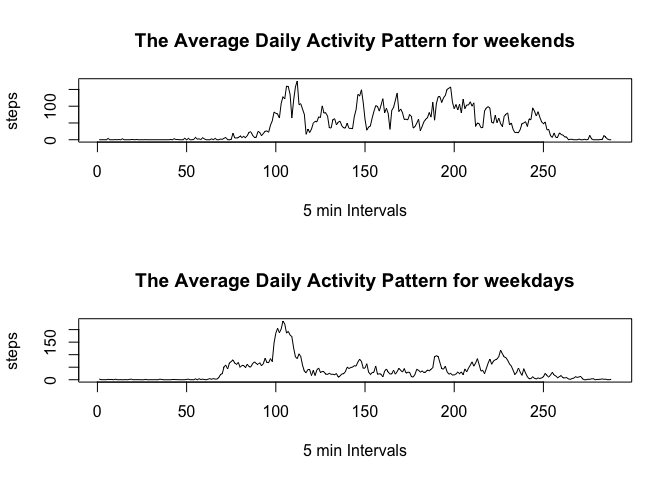 The Average Daily Activity Pattern for weekends
steps
100
0
0 50 100 150 200 250
5 min Intervals
The Average Daily Activity Pattern for weekdays
steps
150
0
0 50 100 150 200 250
5 min Intervals